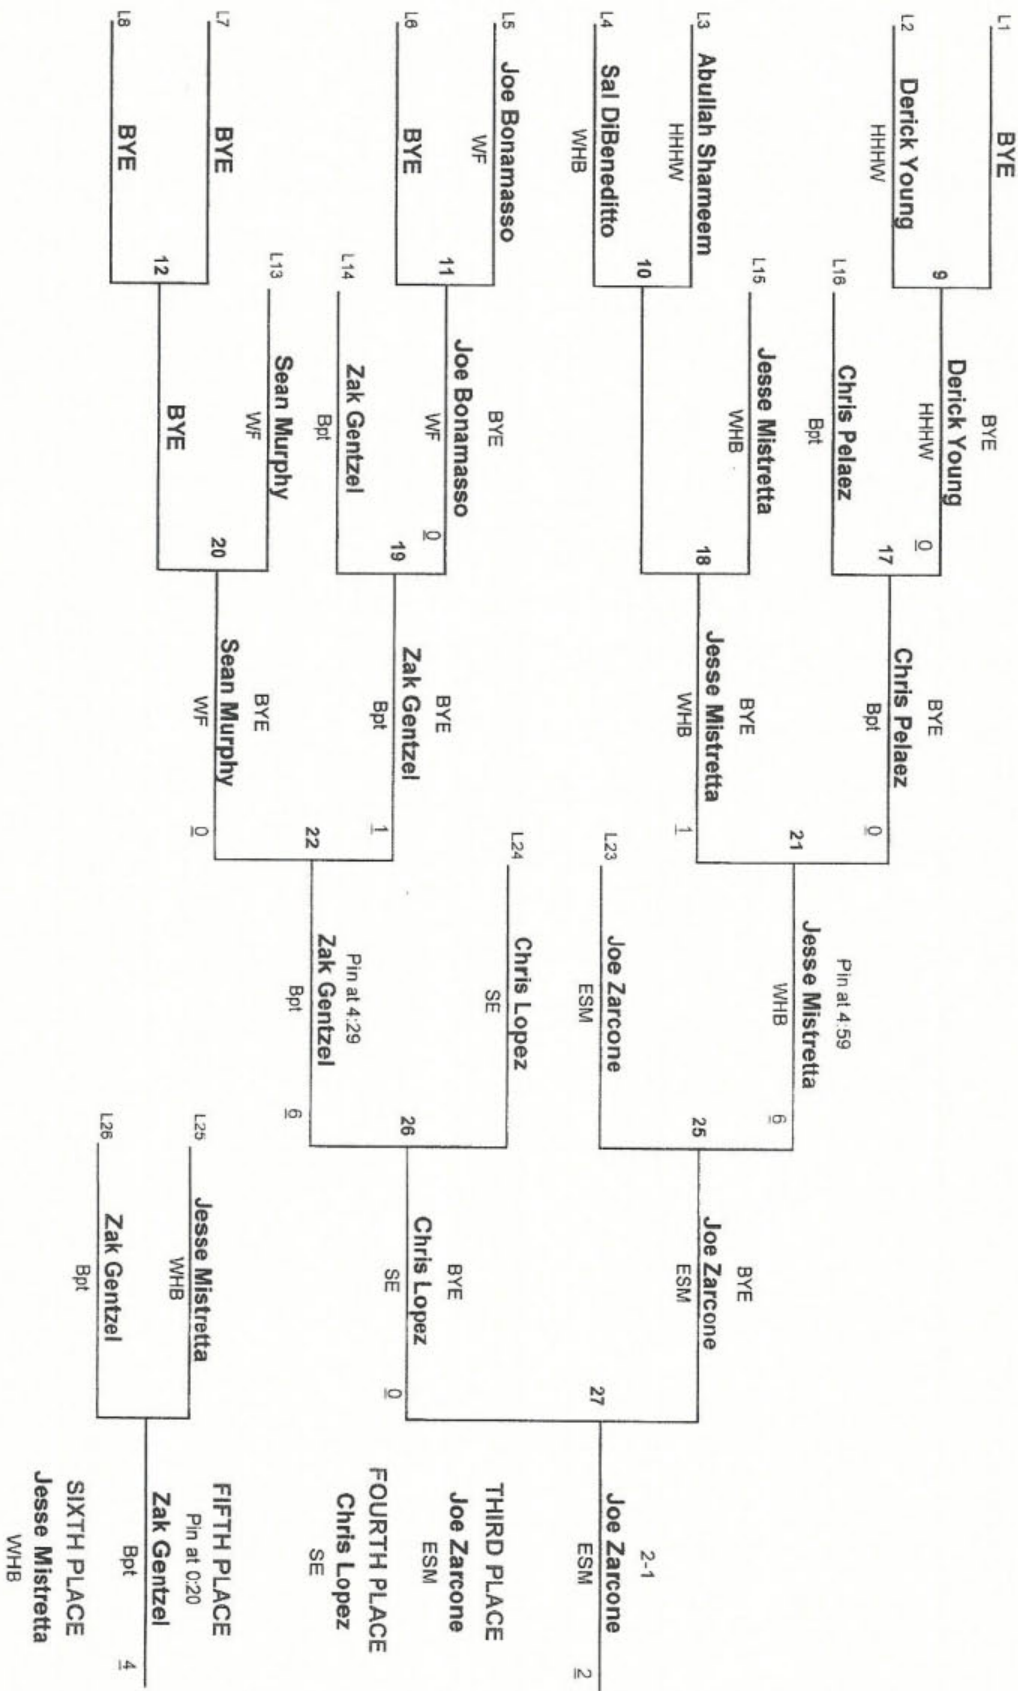 L1
BYE
L2
Derick Young
HHHW
9
L3
Abullah Shameem
HHHW
L4
Sal DiBeneditto
WHB
10
L5
Joe Bonamasso
WF
L6
BYE
11
L7
BYE
L8
BYE
12
BYE
Derick Young
HHHW
0
L16
Chris Pelaez
Bpt
17
L15
Jesse Mistretta
WHB
18
BYE
Joe Bonamasso
WF
0
L14
Zak Gentzel
Bpt
19
L13
Sean Murphy
WF
BYE
20
BYE
Chris Pelaez
Bpt
0
BYE
Jesse Mistretta
WHB
1
21
BYE
Zak Gentzel
Bpt
1
BYE
Sean Murphy
WF
0
22
Pin at 4:59
Jesse Mistretta
WHB
6
L23
Joe Zarcone
ESM
25
L24
Chris Lopez
SE
Pin at 4:29
Zak Gentzel
Bpt
6
26
BYE
Joe Zarcone
ESM
BYE
Chris Lopez
SE
0
27
L25
Jesse Mistretta
WHB
L26
Zak Gentzel
Bpt
2-1
Joe Zarcone
ESM
2
THIRD PLACE
Joe Zarcone
ESM
FOURTH PLACE
Chris Lopez
SE
FIFTH PLACE
Pin at 0:20
Zak Gentzel
Bpt
4
SIXTH PLACE
Jesse Mistretta
WHB